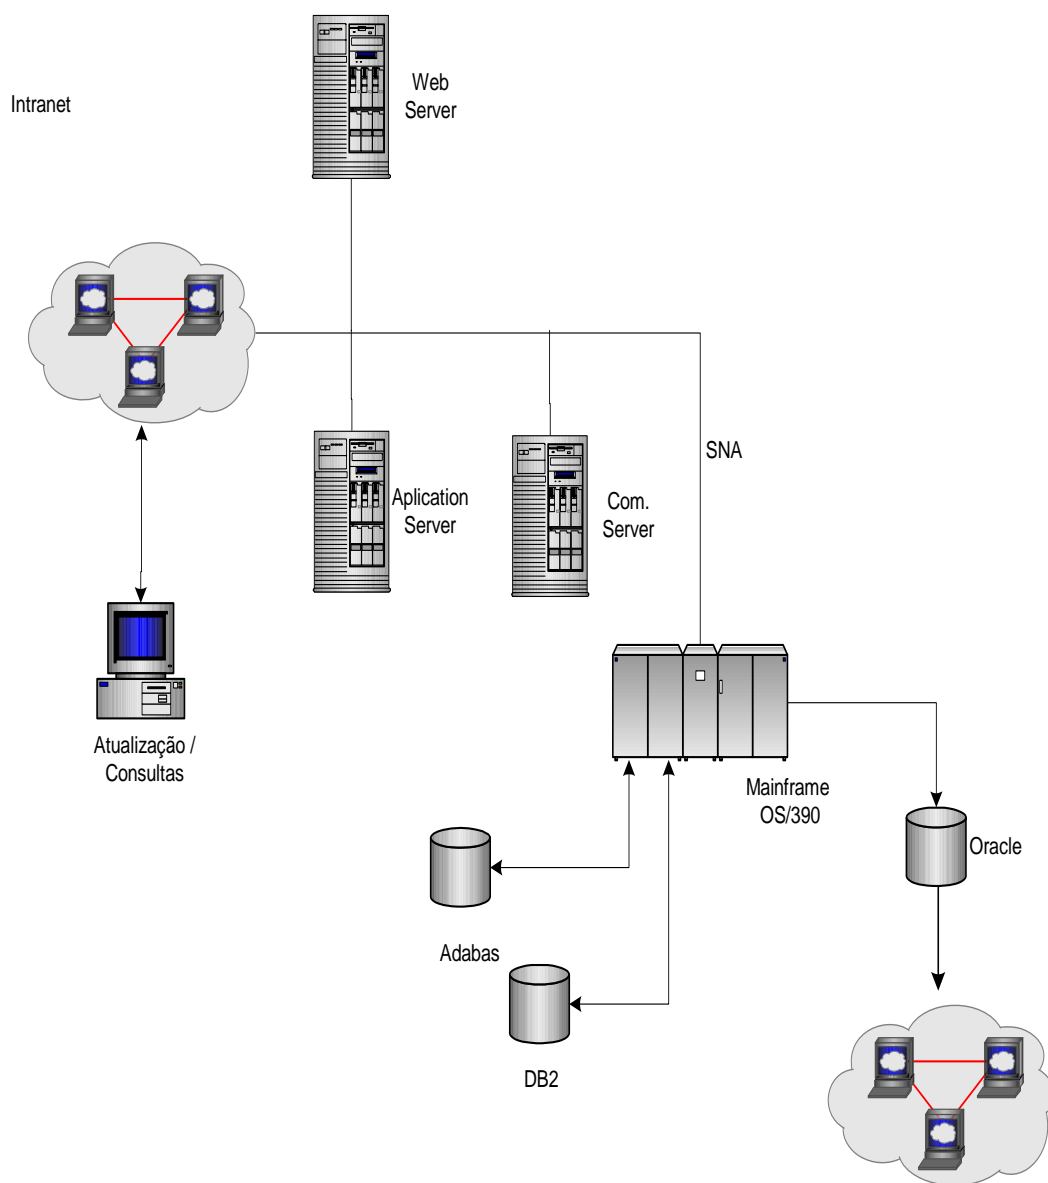 Web
Server
Intranet
SNA
Aplication
Server
Com.
Server
Atualização /
Consultas
Mainframe
OS/390
Oracle
Adabas
DB2